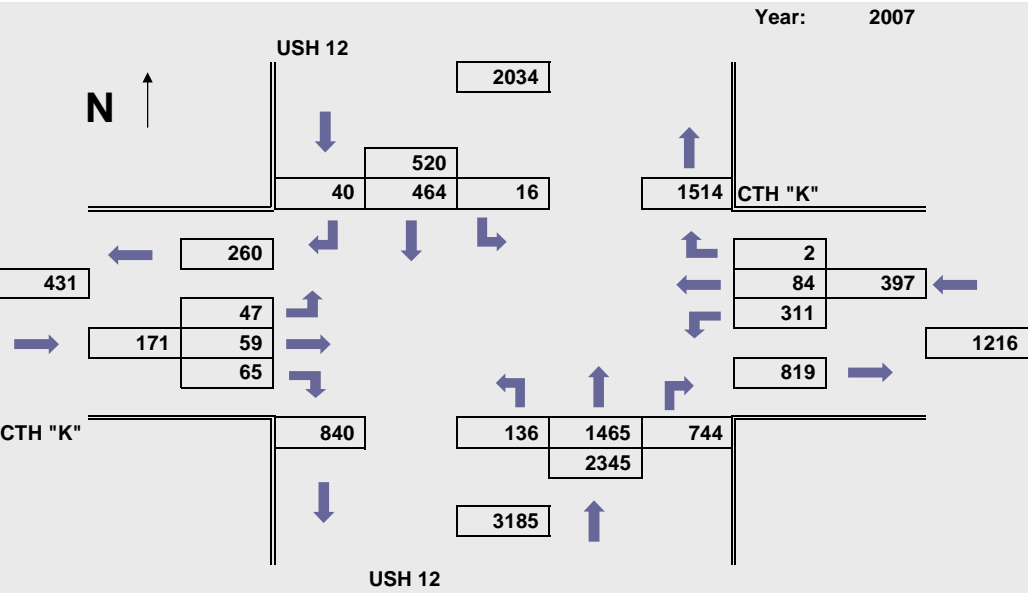 Year: 2007
USH 12
2034
N
520
40 464 16 1514 CTH "K"
260 2
431 84 397
47 311
171 59 1216
65 819
CTH "K" 840 136 1465 744
2345
3185
USH 12